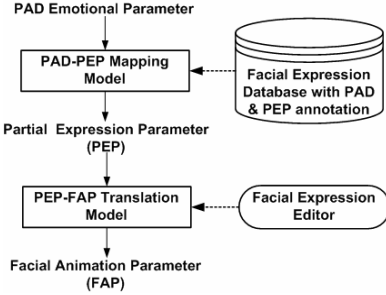 PAD Emotional Parameter
PAD-PEP Mapping
Model
Facial Expression
Database with PAD
& PEP annotation
Partial Expression Parameter
(PEP)
PEP-FAP Translation
Model
Facial Expression
Editor
Facial Animation Parameter
(FAP)